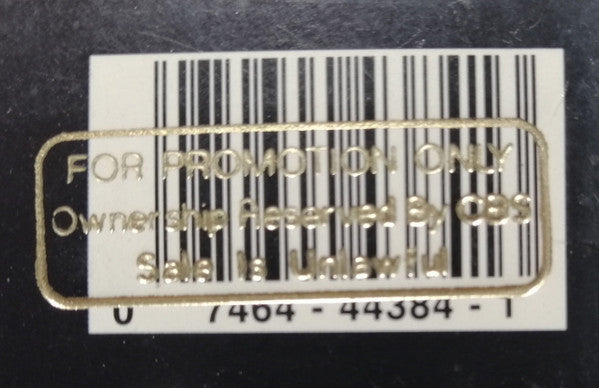 FOR PROMOTION ONLY
Ownership Reserved By CBS
Sale Is Unlawful
0 7464 - 44384 - 1